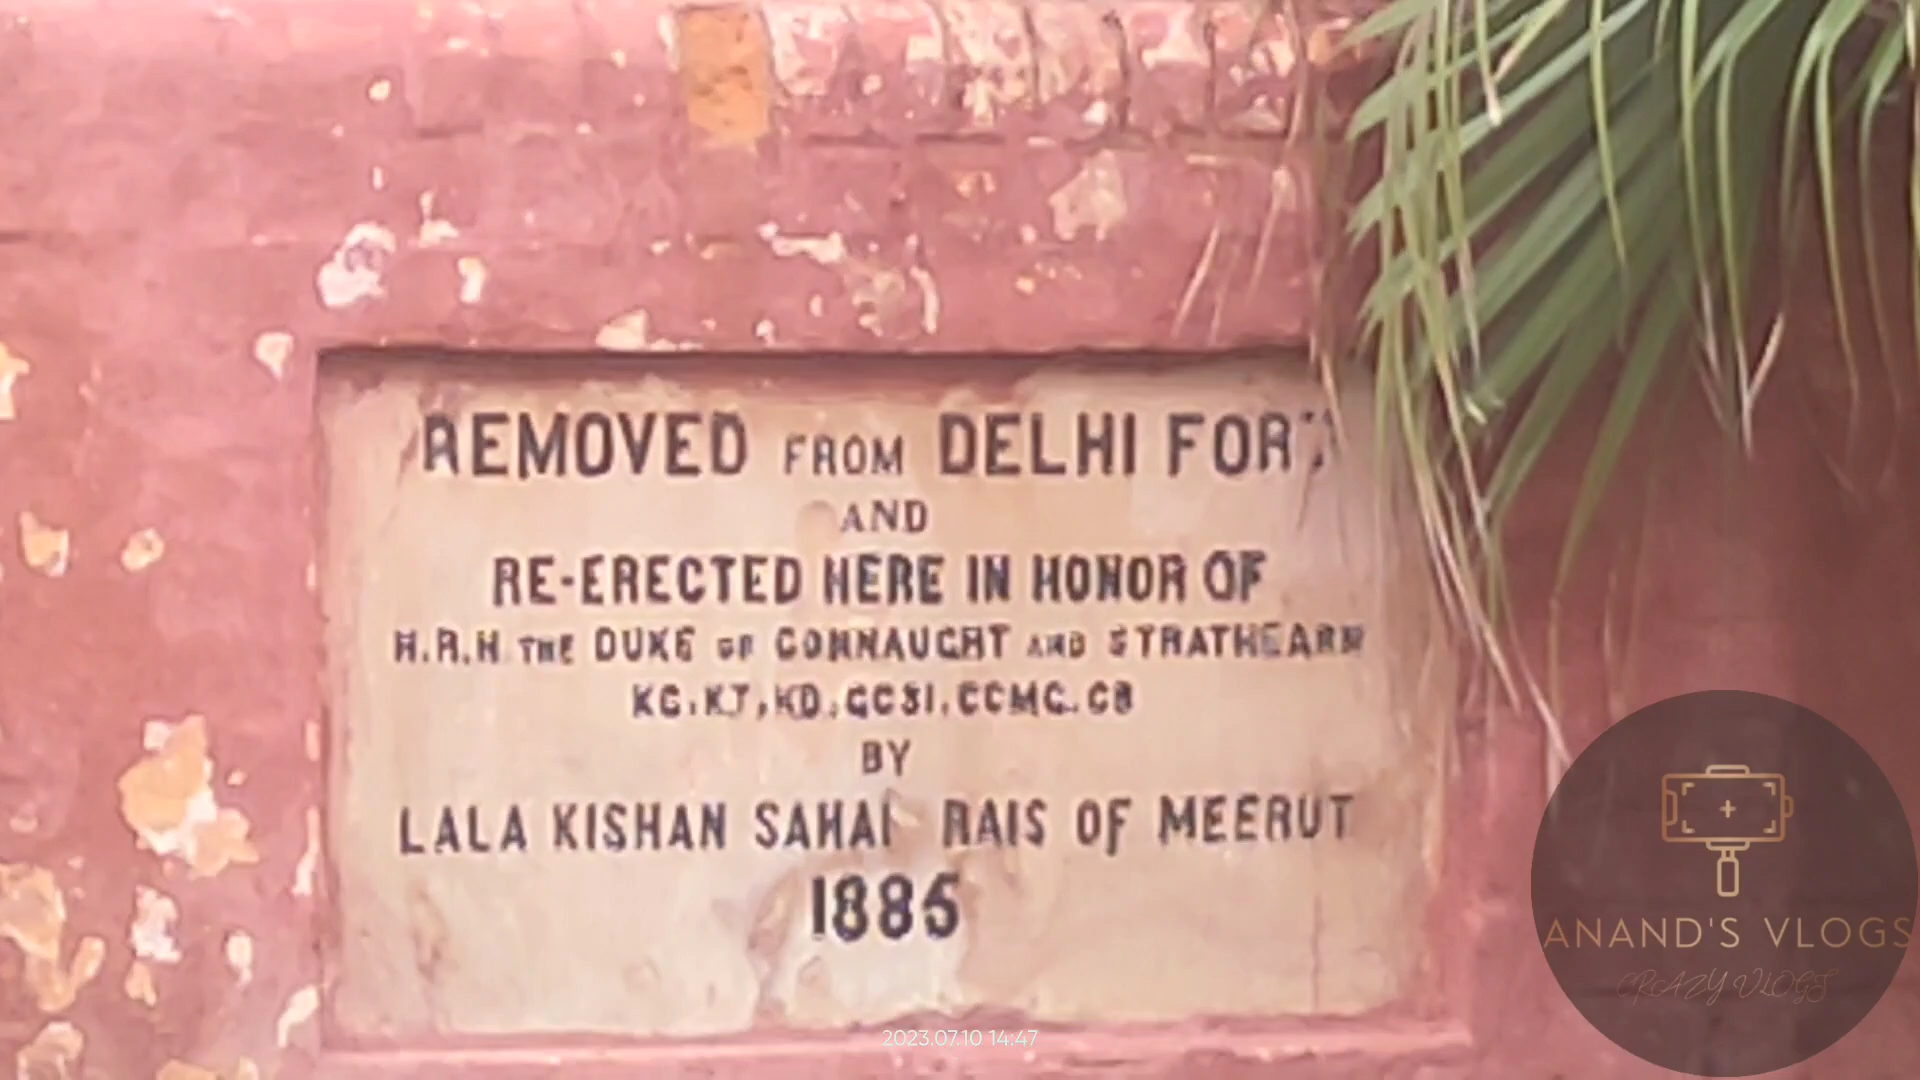 REMOVED FROM DELHI FORT
AND
RE-ERECTED HERE IN HONOR OF
H.R.H THE DUKE OF CONNAUGHT AND STRATHEARN
KG.KT,KP.GCSI.GCMG.CB
BY
LALA KISHAN SAHAI RAIS OF MEERUT
1885
2023.07.10 14:47
ANAND'S VLOGS
CRAZY VLOGS